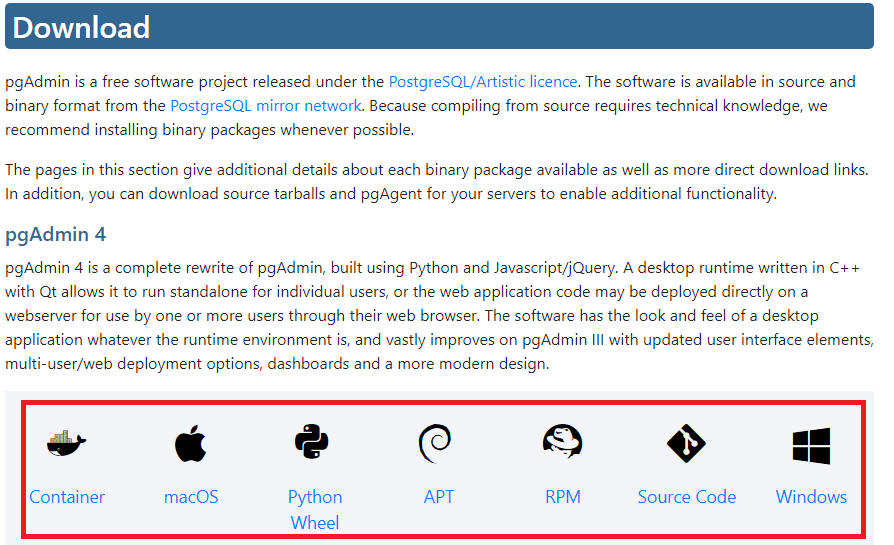 Download
pgAdmin is a free software project released under the PostgreSQL/Artistic licence. The software is available in source and
binary format from the PostgreSQL mirror network. Because compiling from source requires technical knowledge, we
recommend installing binary packages whenever possible.
The pages in this section give additional details about each binary package available as well as more direct download links.
In addition, you can download source tarballs and pgAgent for your servers to enable additional functionality.
pgAdmin 4
pgAdmin 4 is a complete rewrite of pgAdmin, built using Python and Javascript/jQuery. A desktop runtime written in C++
with Qt allows it to run standalone for individual users, or the web application code may be deployed directly on a
webserver for use by one or more users through their web browser. The software has the look and feel of a desktop
application whatever the runtime environment is, and vastly improves on pgAdmin III with updated user interface elements,
multi-user/web deployment options, dashboards and a more modern design.
Container
macOS
Python
Wheel
APT
RPM
Source Code
Windows